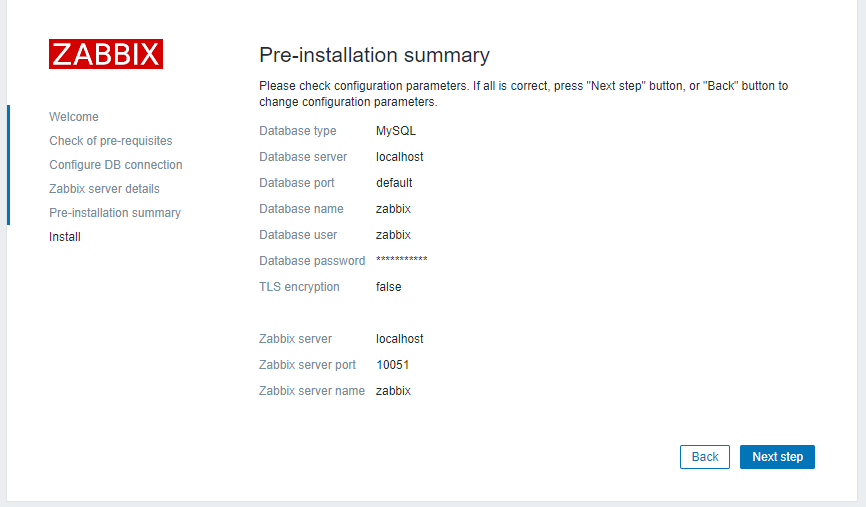 ZABBIX
Welcome
Check of pre-requisites
Configure DB connection
Zabbix server details
Pre-installation summary
Install
Pre-installation summary
Please check configuration parameters. If all is correct, press "Next step" button, or "Back" button to
change configuration parameters.
Database type MySQL
Database server localhost
Database port default
Database name zabbix
Database user zabbix
Database password ***********
TLS encryption false
Zabbix server localhost
Zabbix server port 10051
Zabbix server name zabbix
Back Next step